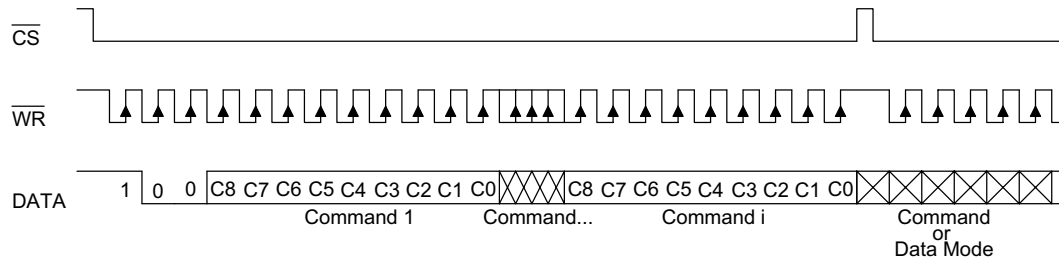 CS
WR
DATA 1 0 0 C8 C7 C6 C5 C4 C3 C2 C1 C0 C8 C7 C6 C5 C4 C3 C2 C1 C0
Command 1 Command... Command i Command
or
Data Mode